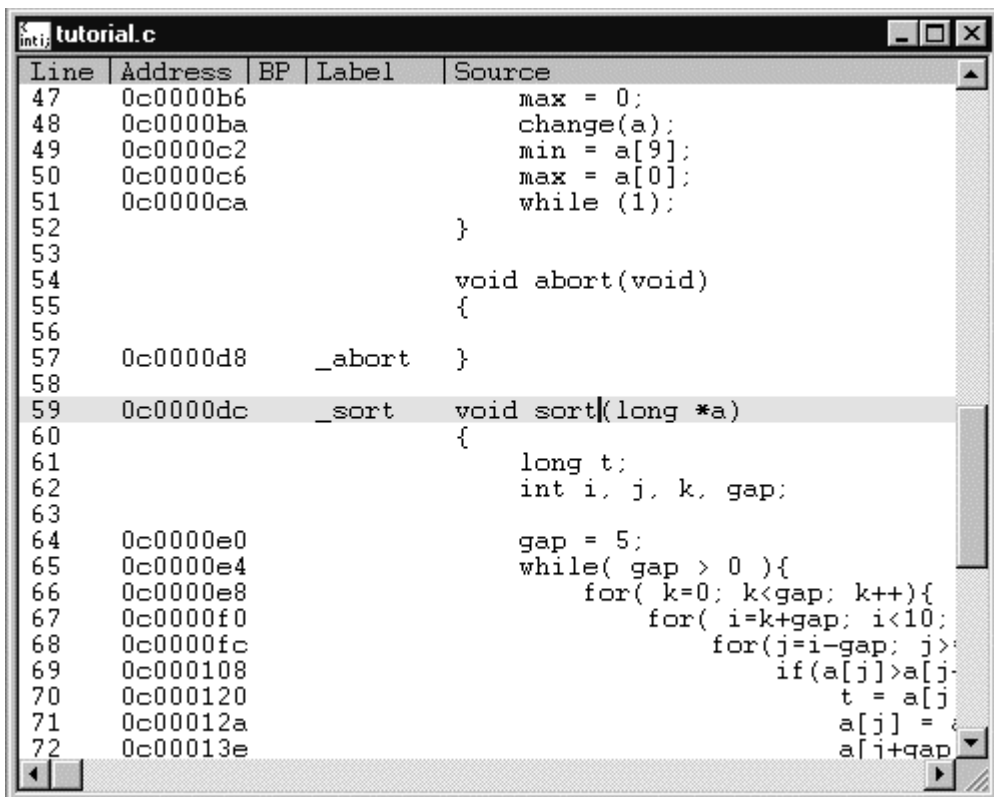 tutorial.c
Line Address BP Label Source
47 0c0000b6 max = 0;
48 0c0000ba change(a);
49 0c0000c2 min = a[9];
50 0c0000c6 max = a[0];
51 0c0000ca while (1);
52 }
53
54 void abort(void)
55 {
56
57 0c0000d8 _abort }
58
59 0c0000dc _sort void sort(long *a)
60 {
61 long t;
62 int i, j, k, gap;
63
64 0c0000e0 gap = 5;
65 0c0000e4 while( gap > 0 ){
66 0c0000e8 for( k=0; k<gap; k++){
67 0c0000f0 for( i=k+gap; i<10;
68 0c0000fc for(j=i-gap; j>
69 0c000108 if(a[j]>a[j
70 0c000120 t = a[j
71 0c00012a a[j] =
72 0c00013e a[j+gap